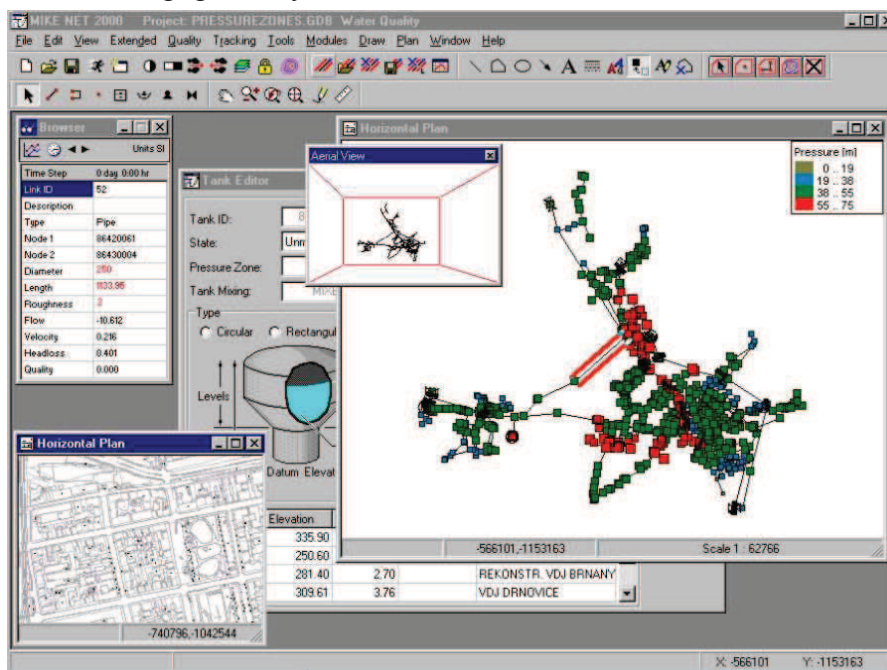 MIKE NET 2000 Project: PRESSUREZONES.GDB Water Quality
File Edit View Extended Quality Tracking Tools Modules Draw Plan Window Help
Browser
Units SI
Time Step 0 day 0:00 hr
Link ID 52
Description
Type Pipe
Node 1 86420061
Node 2 86430004
Diameter 250
Length 1133.95
Roughness 2
Flow -10.612
Velocity 0.216
Headloss 0.401
Quality 0.000
Tank Editor
Tank ID: 8
State:
Pressure Zone:
Tank Mixing: MIKE
Type
Circular Rectangul
Levels
Datum Elevat
Elevation
335.90
250.60
281.40 2.70 REKONSTR. VDJ BRNANY
309.61 3.76 VDJ DRNOVICE
Aerial View
Horizontal Plan
Pressure [m]
0 .. 19
19 .. 38
38 .. 55
55 .. 75
-566101,-1153163 Scale 1 : 62766
Horizontal Plan
-740796,-1042544
X: -566101 Y: -1153163